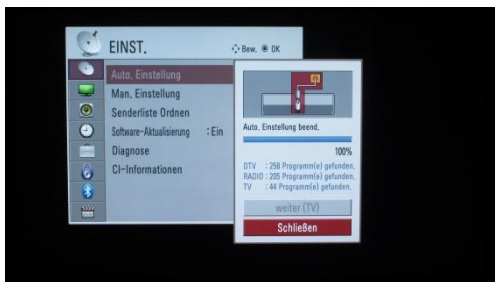 EINST.
Bew. OK
Auto. Einstellung
Man. Einstellung
Senderliste Ordnen
Software-Aktualisierung : Ein
Diagnose
CI-Informationen
Auto. Einstellung beend.
100%
DTV : 258 Programm(e) gefunden.
RADIO : 205 Programm(e) gefunden.
TV : 44 Programm(e) gefunden.
weiter (TV)
Schließen